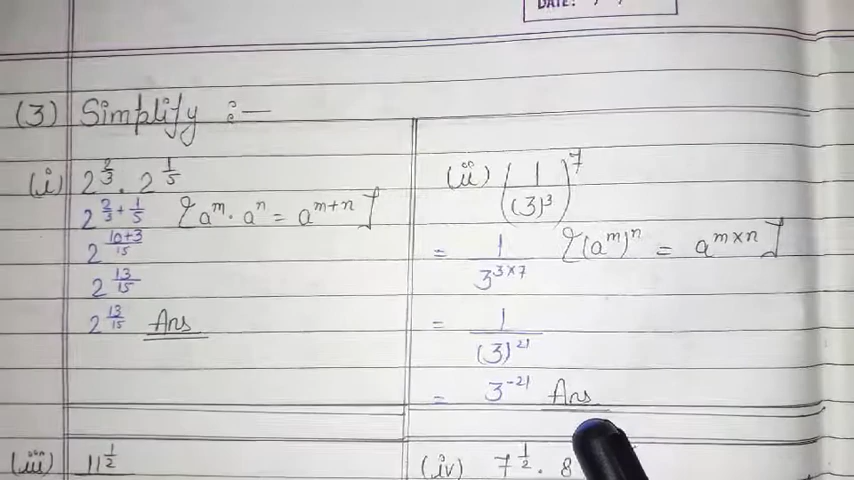 DATE:
(3) Simplify :-
(i) 2^{2/3} . 2^{1/5}
2^{2/3 + 1/5} [a^m . a^n = a^{m+n}]
2^{10+3/15}
2^{13/15}
2^{13/15} Ans
(ii) (1/(3)^3)^7
= 1/3^{3×7} [(a^m)^n = a^{m×n}]
= 1/(3)^{21}
= 3^{-21} Ans
(iii) 11^{1/2}
(iv) 7^{1/2} . 8